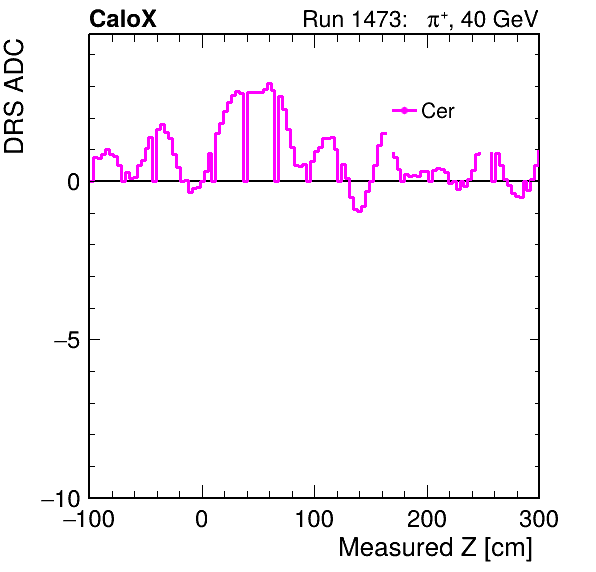 CaloX Run 1473: π⁺, 40 GeV
DRS ADC
Cer
0
−5
−10
−100 0 100 200 300
Measured Z [cm]